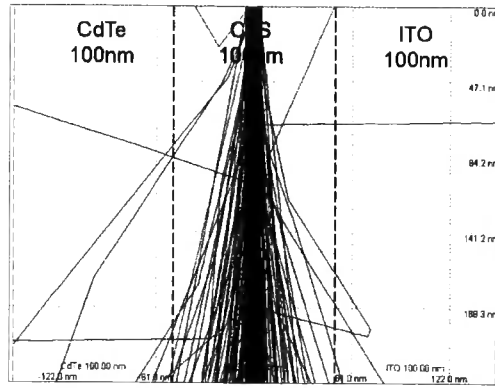 CdTe
100nm
ITO
100nm
0.0 nm
47.1 nm
94.2 nm
141.2 nm
188.3 nm
CdTe 100.00 nm
ITO 100.00 nm
-122.0 nm
122.0 nm